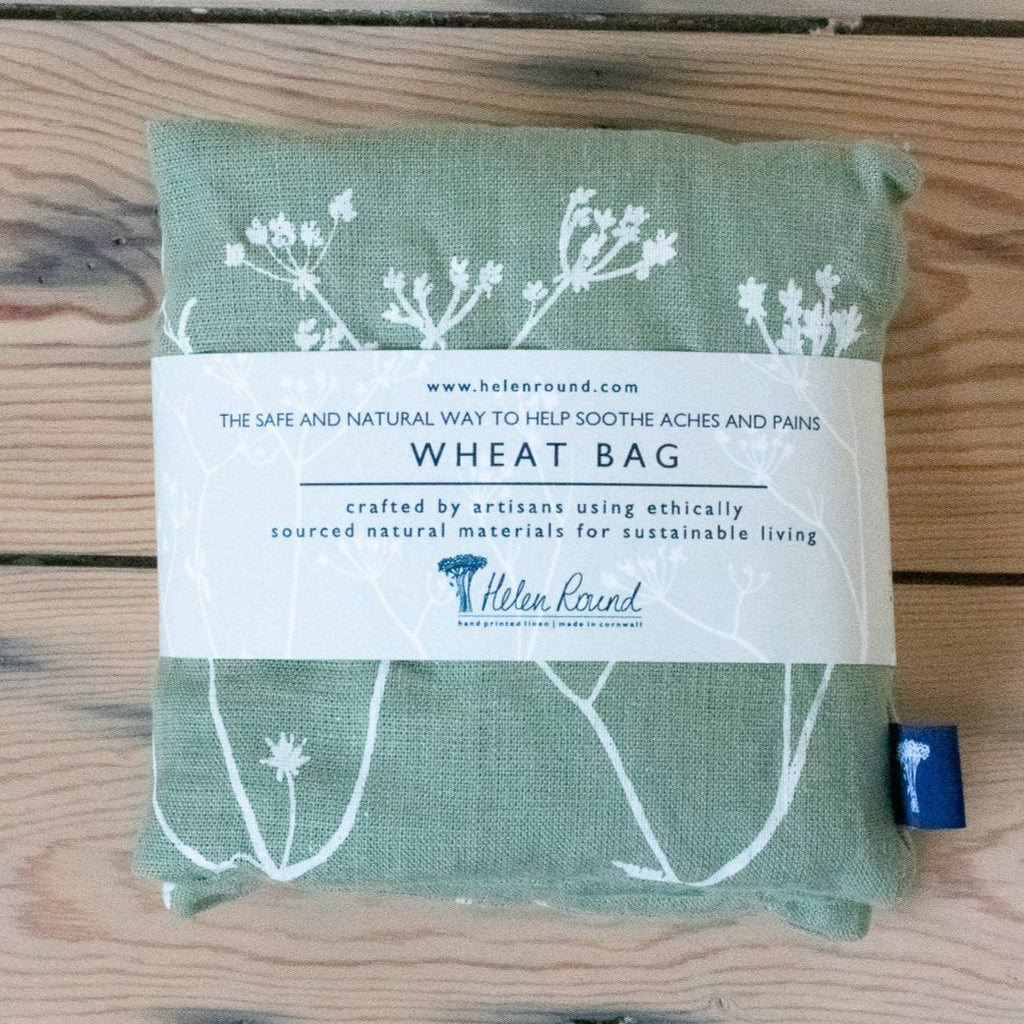 www.helenround.com
THE SAFE AND NATURAL WAY TO HELP SOOTHE ACHES AND PAINS
WHEAT BAG
crafted by artisans using ethically
sourced natural materials for sustainable living
Helen Round
hand printed linen | made in cornwall